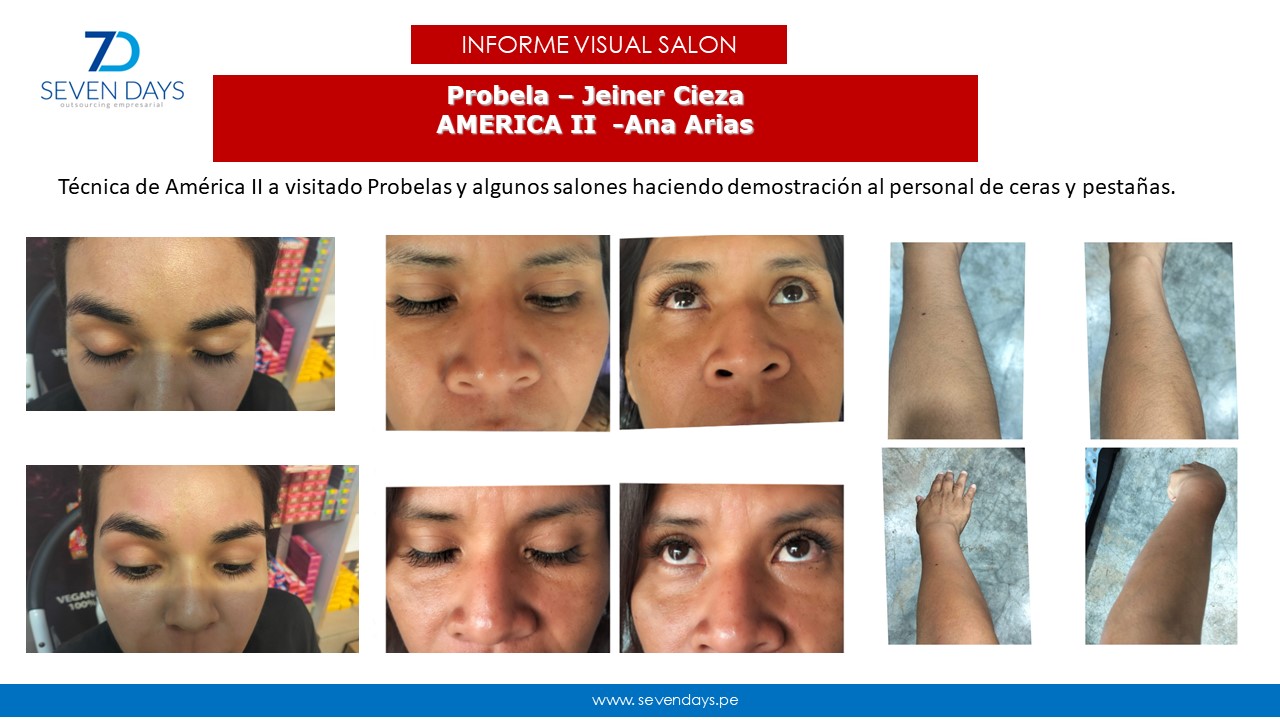 7D
SEVEN DAYS
outsourcing empresarial
INFORME VISUAL SALON
Probela – Jeiner Cieza
AMERICA II -Ana Arias
Técnica de América II a visitado Probelas y algunos salones haciendo demostración al personal de ceras y pestañas.
VEGAN
100%
www.sevendays.pe